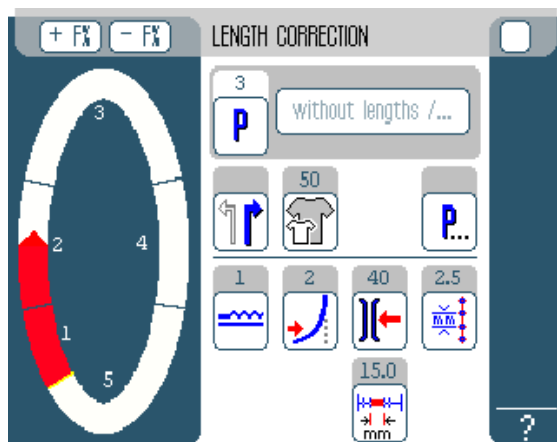 + F% - F% LENGTH CORRECTION
3
P
without lengths /...
3
50
2
4
P...
1 2 40 2.5
1
mm
5
15.0
mm
?